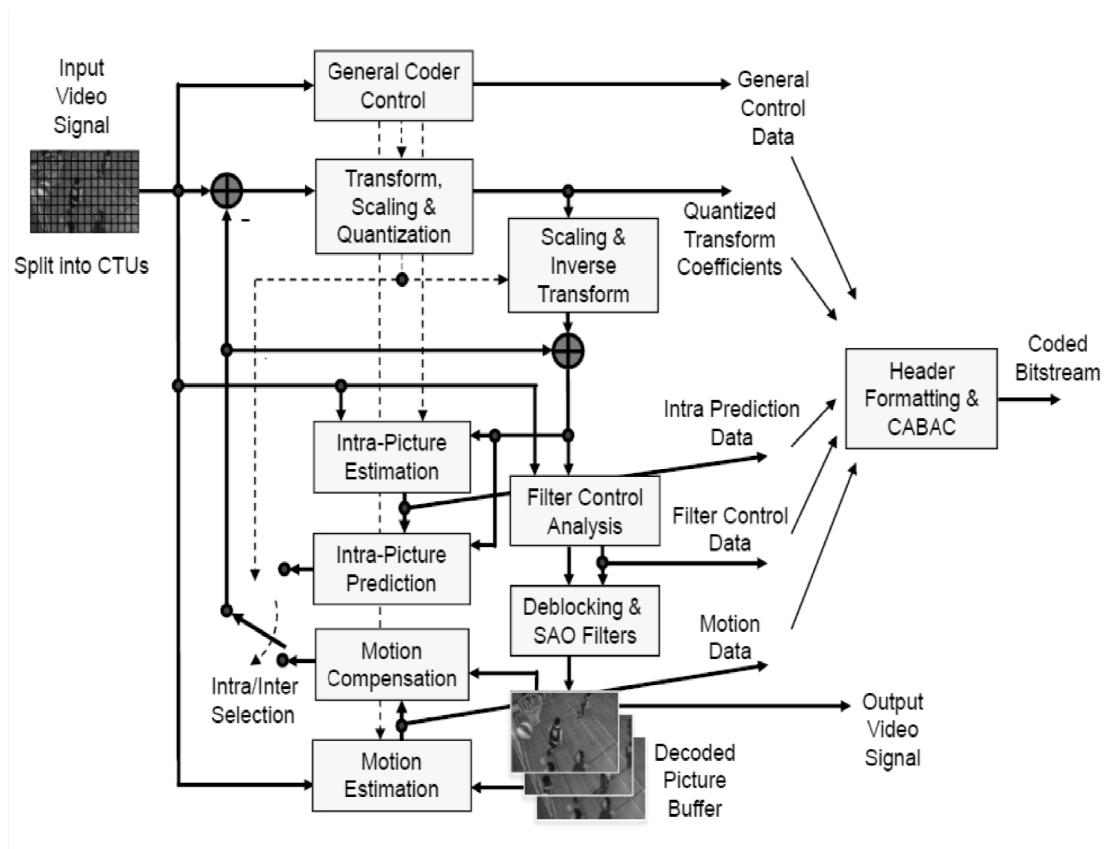 Input
Video
Signal
Split into CTUs
General Coder
Control
General
Control
Data
Transform,
Scaling &
Quantization
-
Quantized
Transform
Coefficients
Scaling &
Inverse
Transform
Header
Formatting &
CABAC
Coded
Bitstream
Intra-Picture
Estimation
Intra Prediction
Data
Filter Control
Analysis
Filter Control
Data
Intra-Picture
Prediction
Deblocking &
SAO Filters
Motion
Compensation
Motion
Data
Intra/Inter
Selection
Output
Video
Signal
Motion
Estimation
Decoded
Picture
Buffer